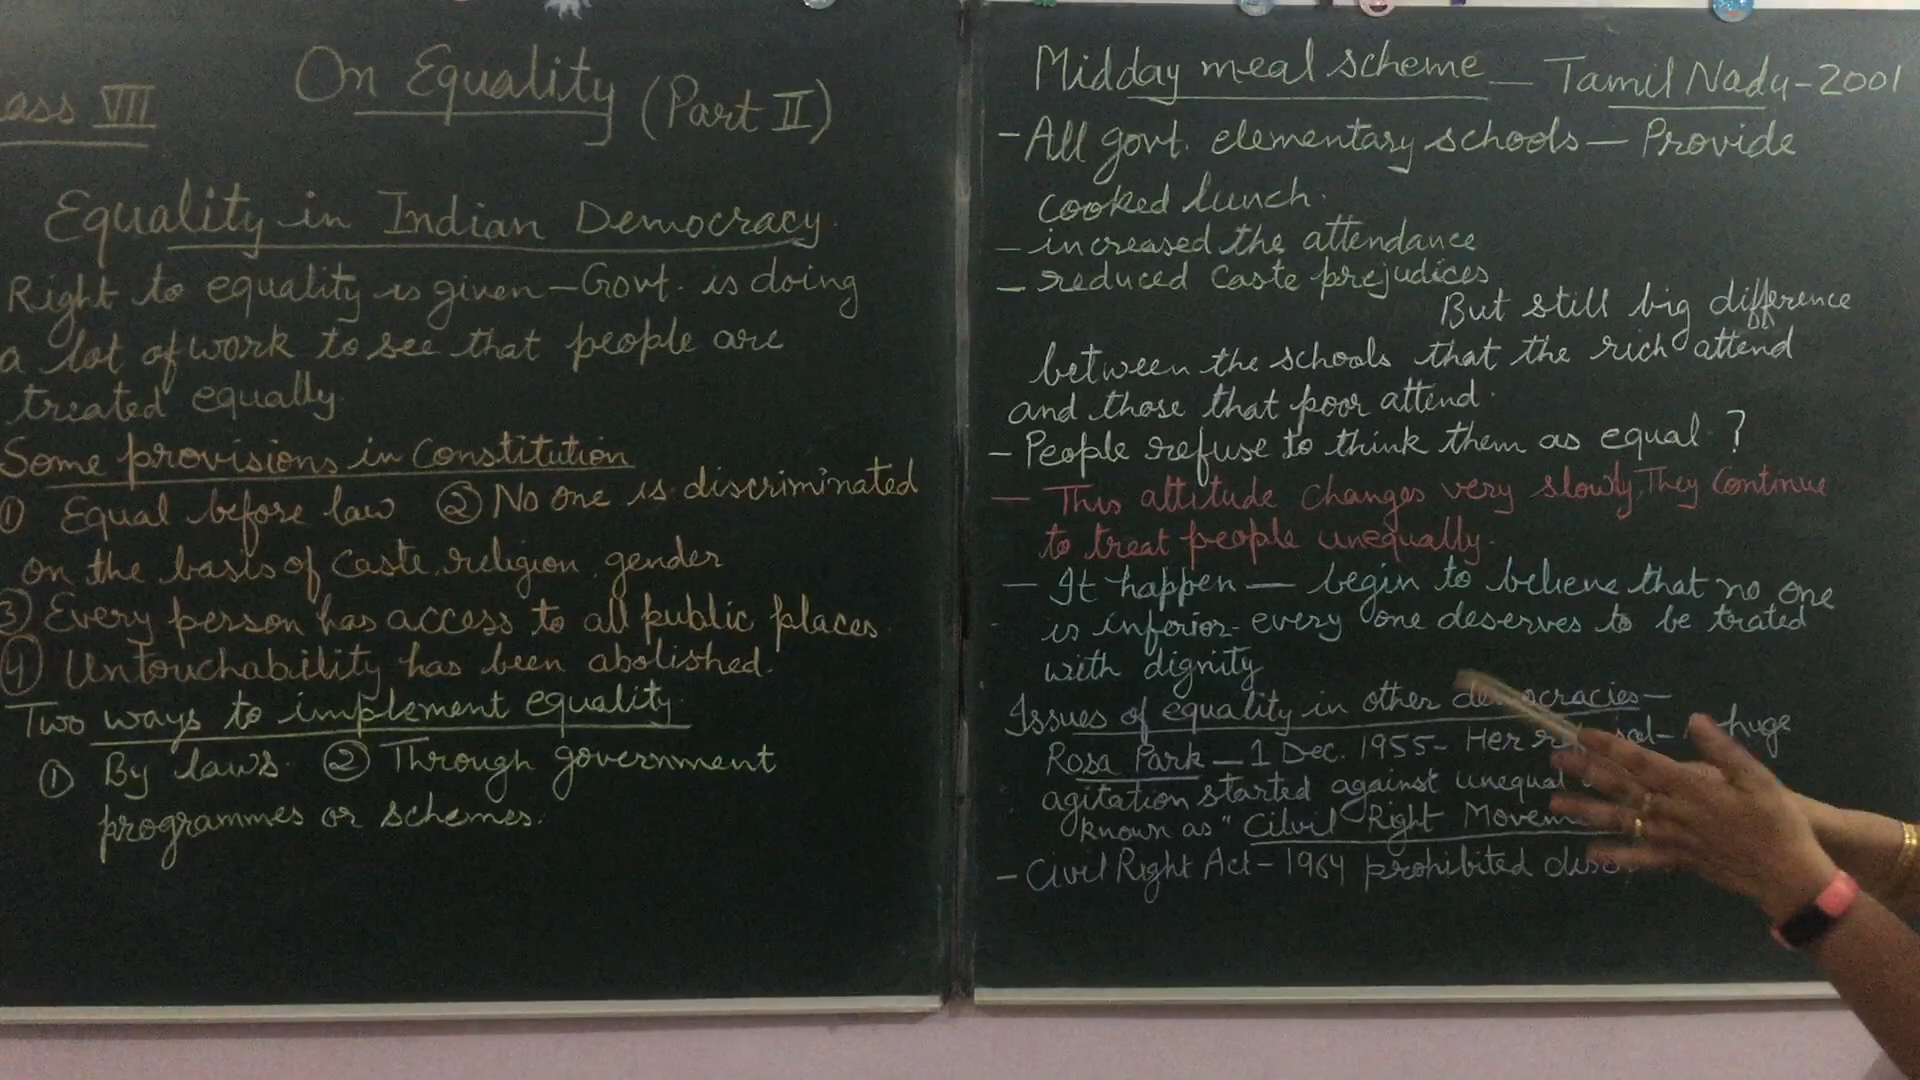 On Equality (Part II)
ass VII
Equality in Indian Democracy.
Right to equality is given - Govt. is doing
a lot of work to see that people are
treated equally.
Some provisions in Constitution
① Equal before law ② No one is discriminated
on the basis of Caste, religion, gender
③ Every person has access to all public places.
④ Untouchability has been abolished.
Two ways to implement equality.
① By laws. ② Through government
programmes or schemes.
Midday meal scheme - Tamil Nadu - 2001
- All govt. elementary schools - Provide
cooked lunch.
- increased the attendance
- reduced Caste prejudices
But still big difference
between the schools that the rich attend
and those that poor attend.
- People refuse to think them as equal. ?
- This attitude changes very slowly. They continue
to treat people unequally.
- It happen - begin to believe that no one
is inferior - every one deserves to be trated
with dignity
Issues of equality in other democracies -
Rosa Park - 1 Dec. 1955 - Her huge
agitation started against unequal
known as "Cilvil Right Movem
- Civil Right Act - 1964 prohibited disc